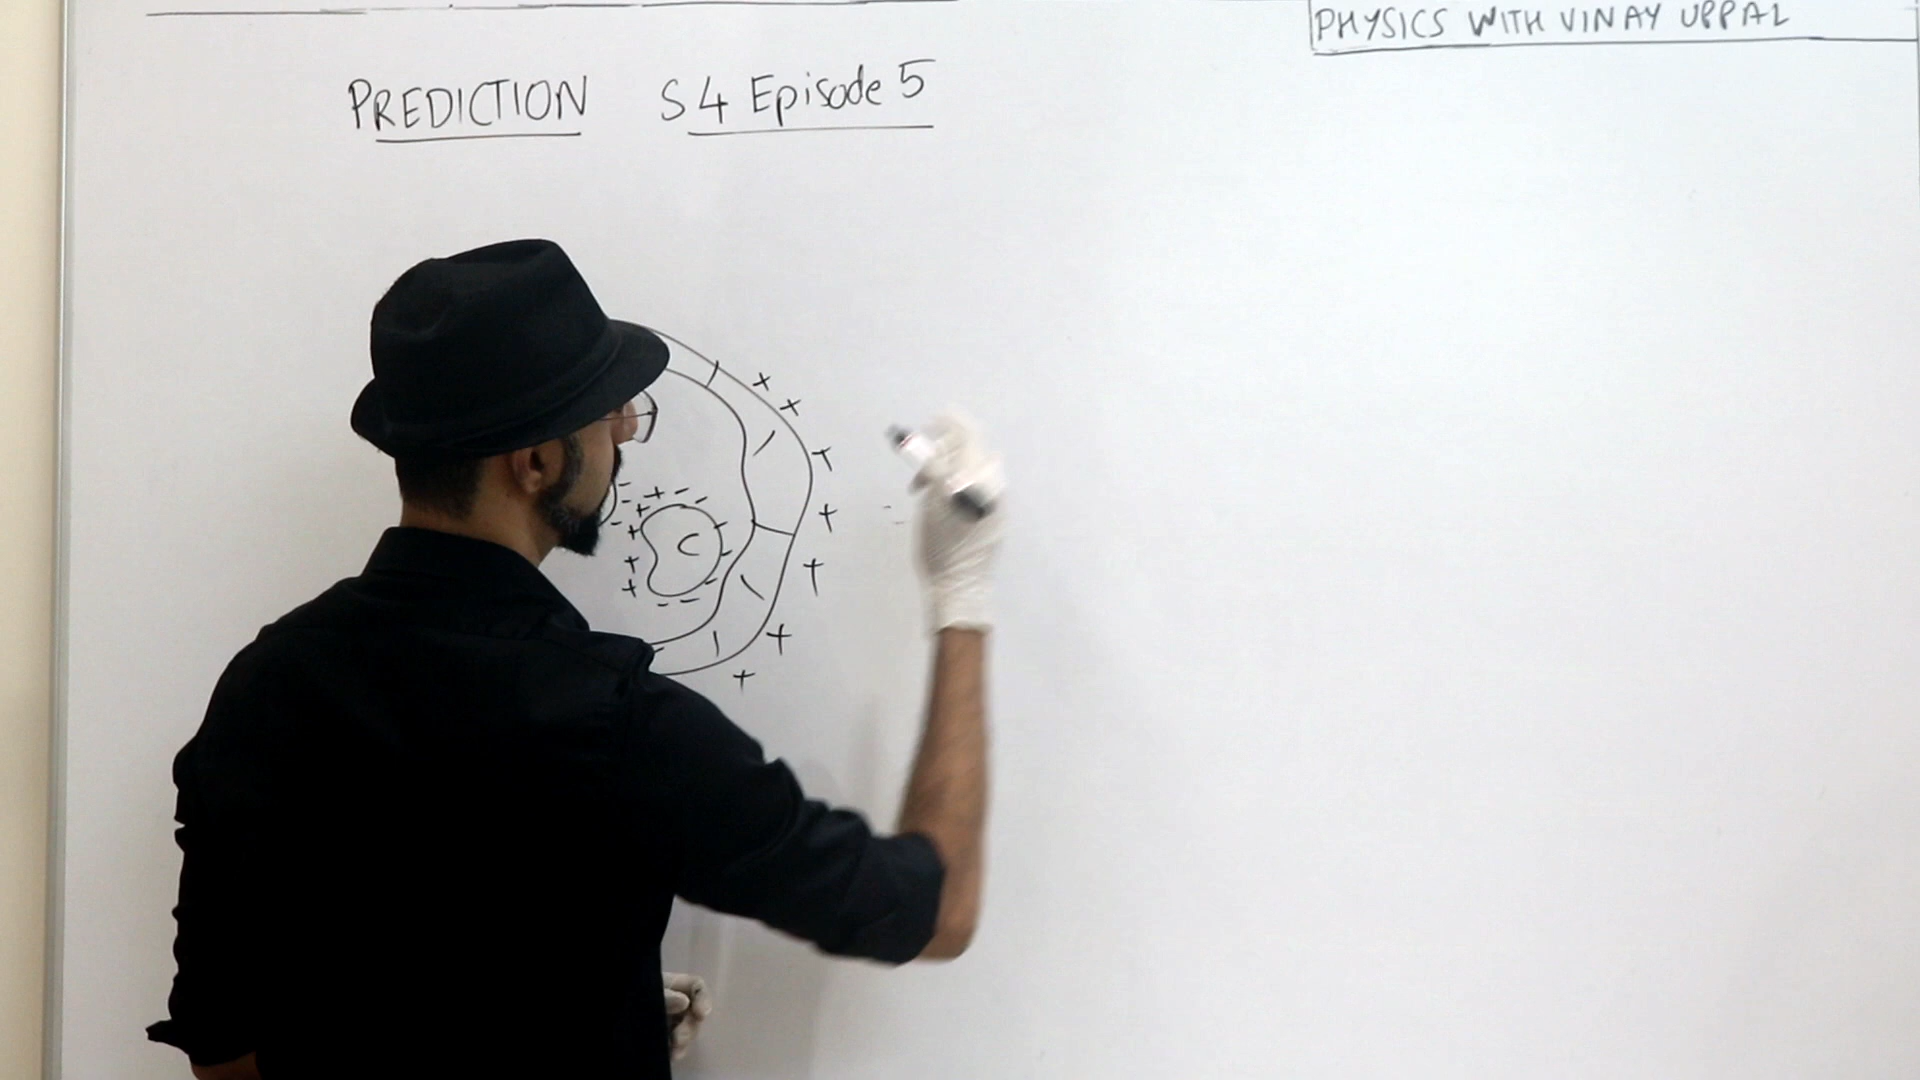 PHYSICS WITH VINAY UPPAL
PREDICTION S4 Episode 5
+ +
+
+
+
+
+
C